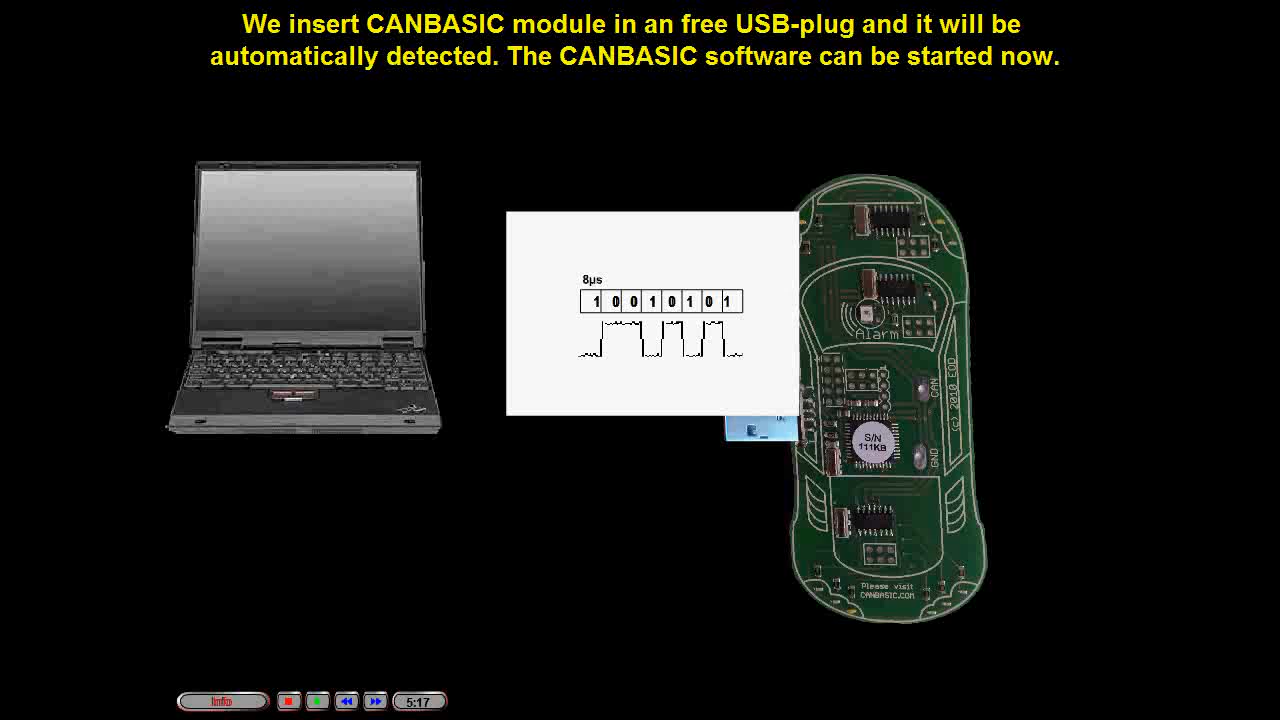 We insert CANBASIC module in an free USB-plug and it will be
automatically detected. The CANBASIC software can be started now.
8µs
1 0 0 1 0 1 0 1
Alarm
CAN
(c) 2010 EOD
S/N
111KB
GND
Please visit
CANBASIC.COM
Info
5:17